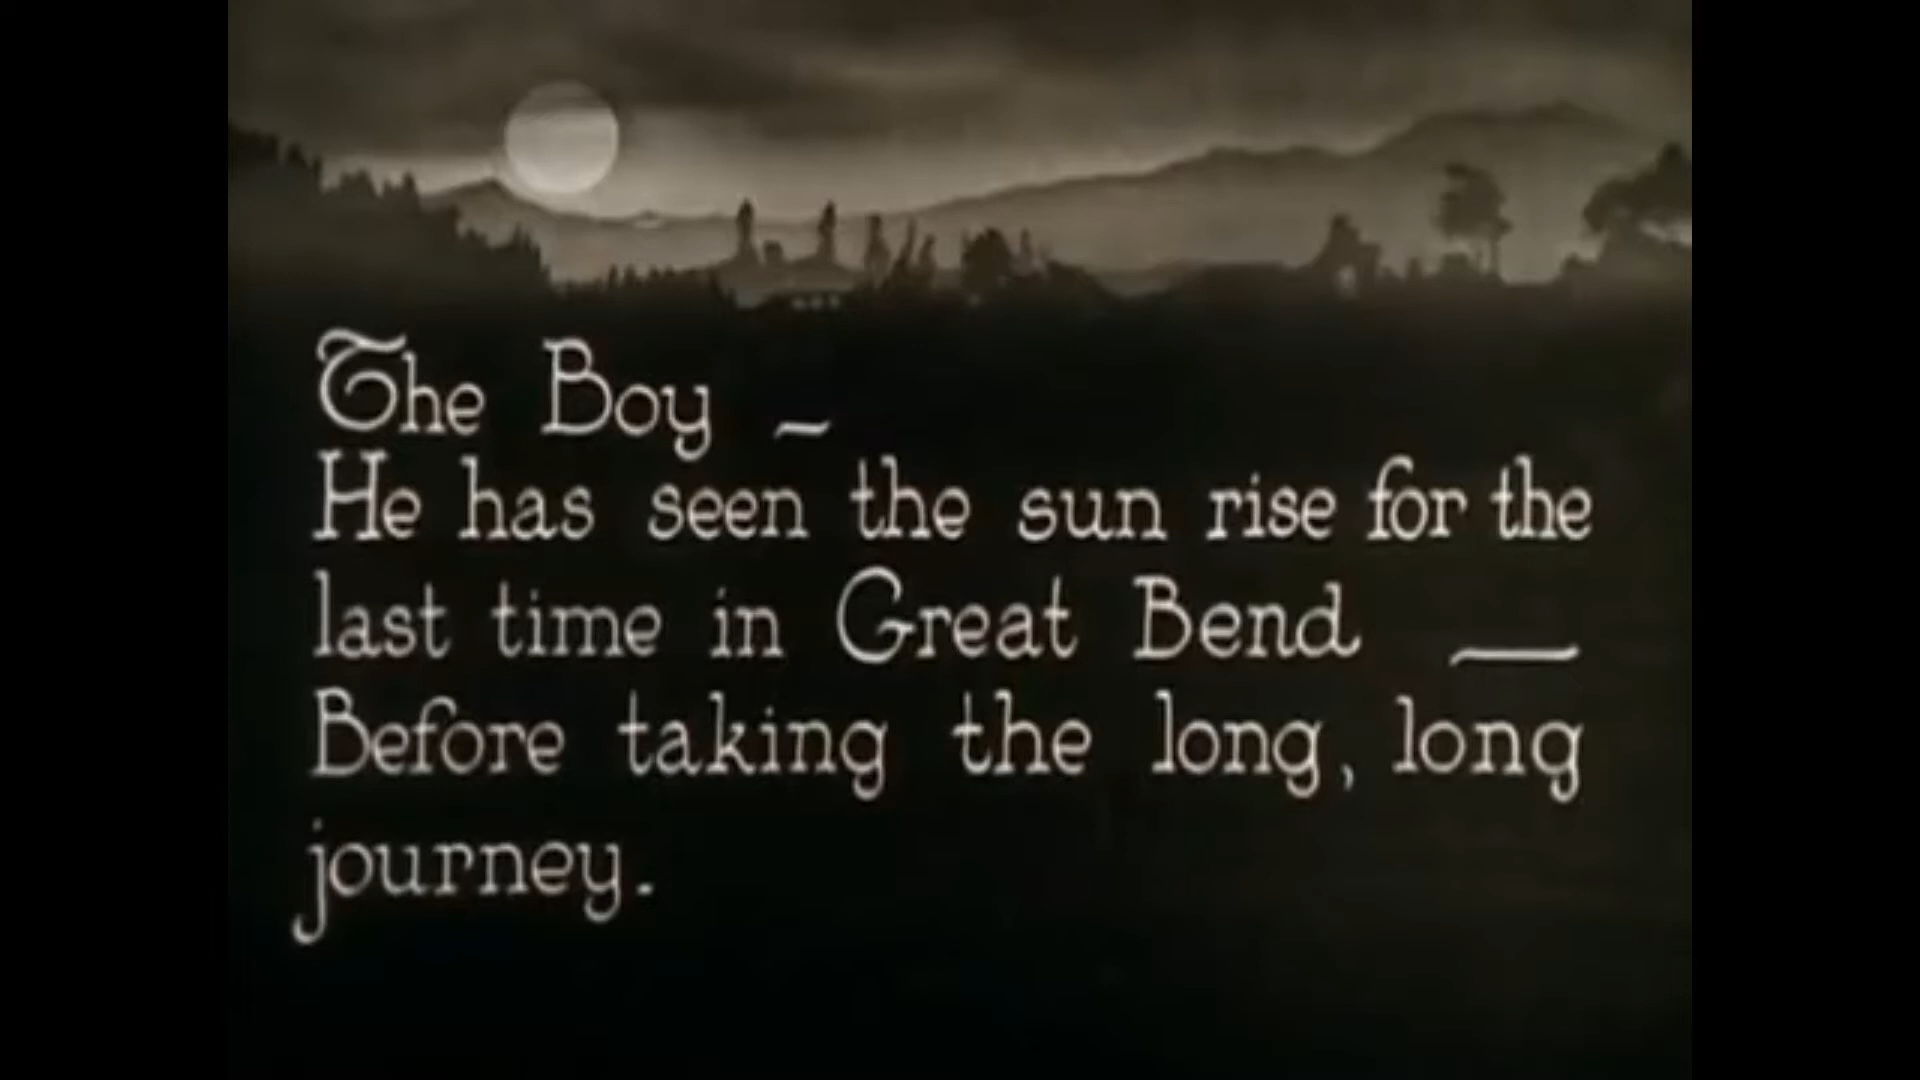 The Boy –
He has seen the sun rise for the
last time in Great Bend —
Before taking the long, long
journey.